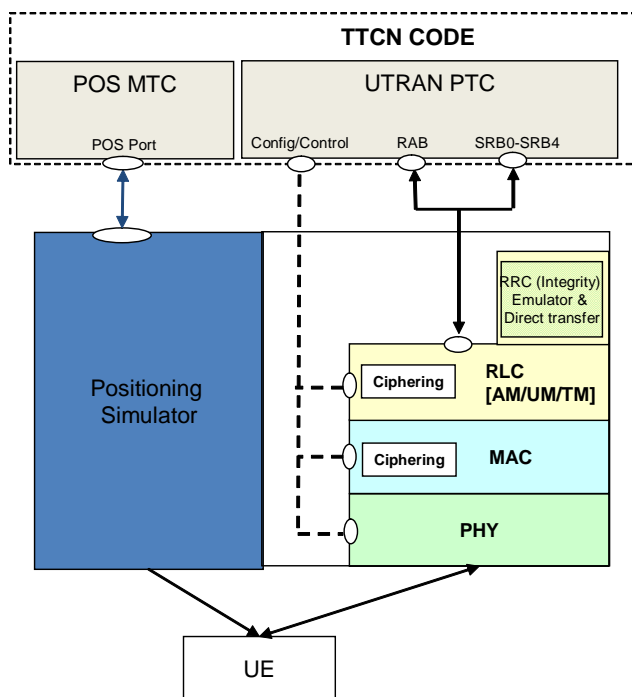 TTCN CODE
POS MTC
UTRAN PTC
POS Port
Config/Control
RAB
SRB0-SRB4
RRC (Integrity)
Emulator &
Direct transfer
Positioning
Simulator
Ciphering
RLC
[AM/UM/TM]
Ciphering
MAC
PHY
UE